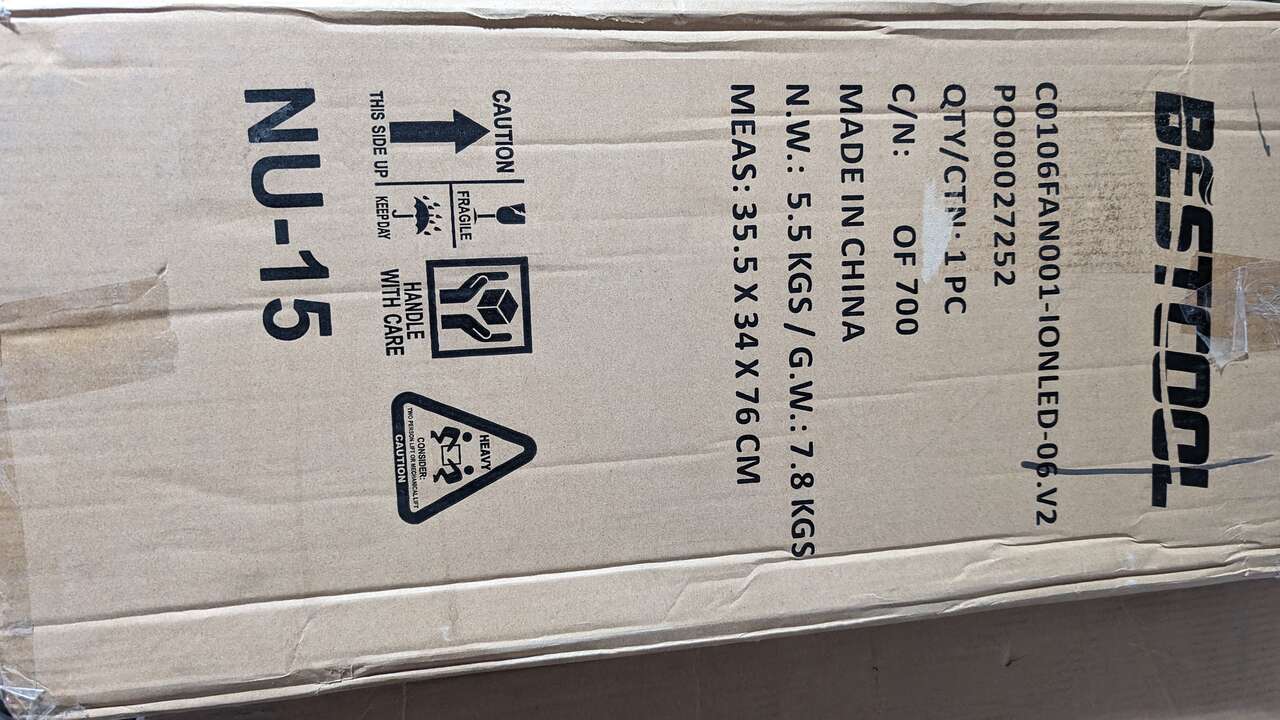 BESTCOOL
C0106FAN001-IONLED-06.V2
PO00027252
QTY/CTN: 1 PC
C/N: OF 700
MADE IN CHINA
N.W.: 5.5 KGS / G.W.: 7.8 KGS
MEAS: 35.5 X 34 X 76 CM
CAUTION
THIS SIDE UP
FRAGILE
KEEP DAY
HANDLE
WITH CARE
HEAVY
CONSIDER:
TWO PERSON LIFT OR MECHANICAL LIFT
CAUTION
NU-15